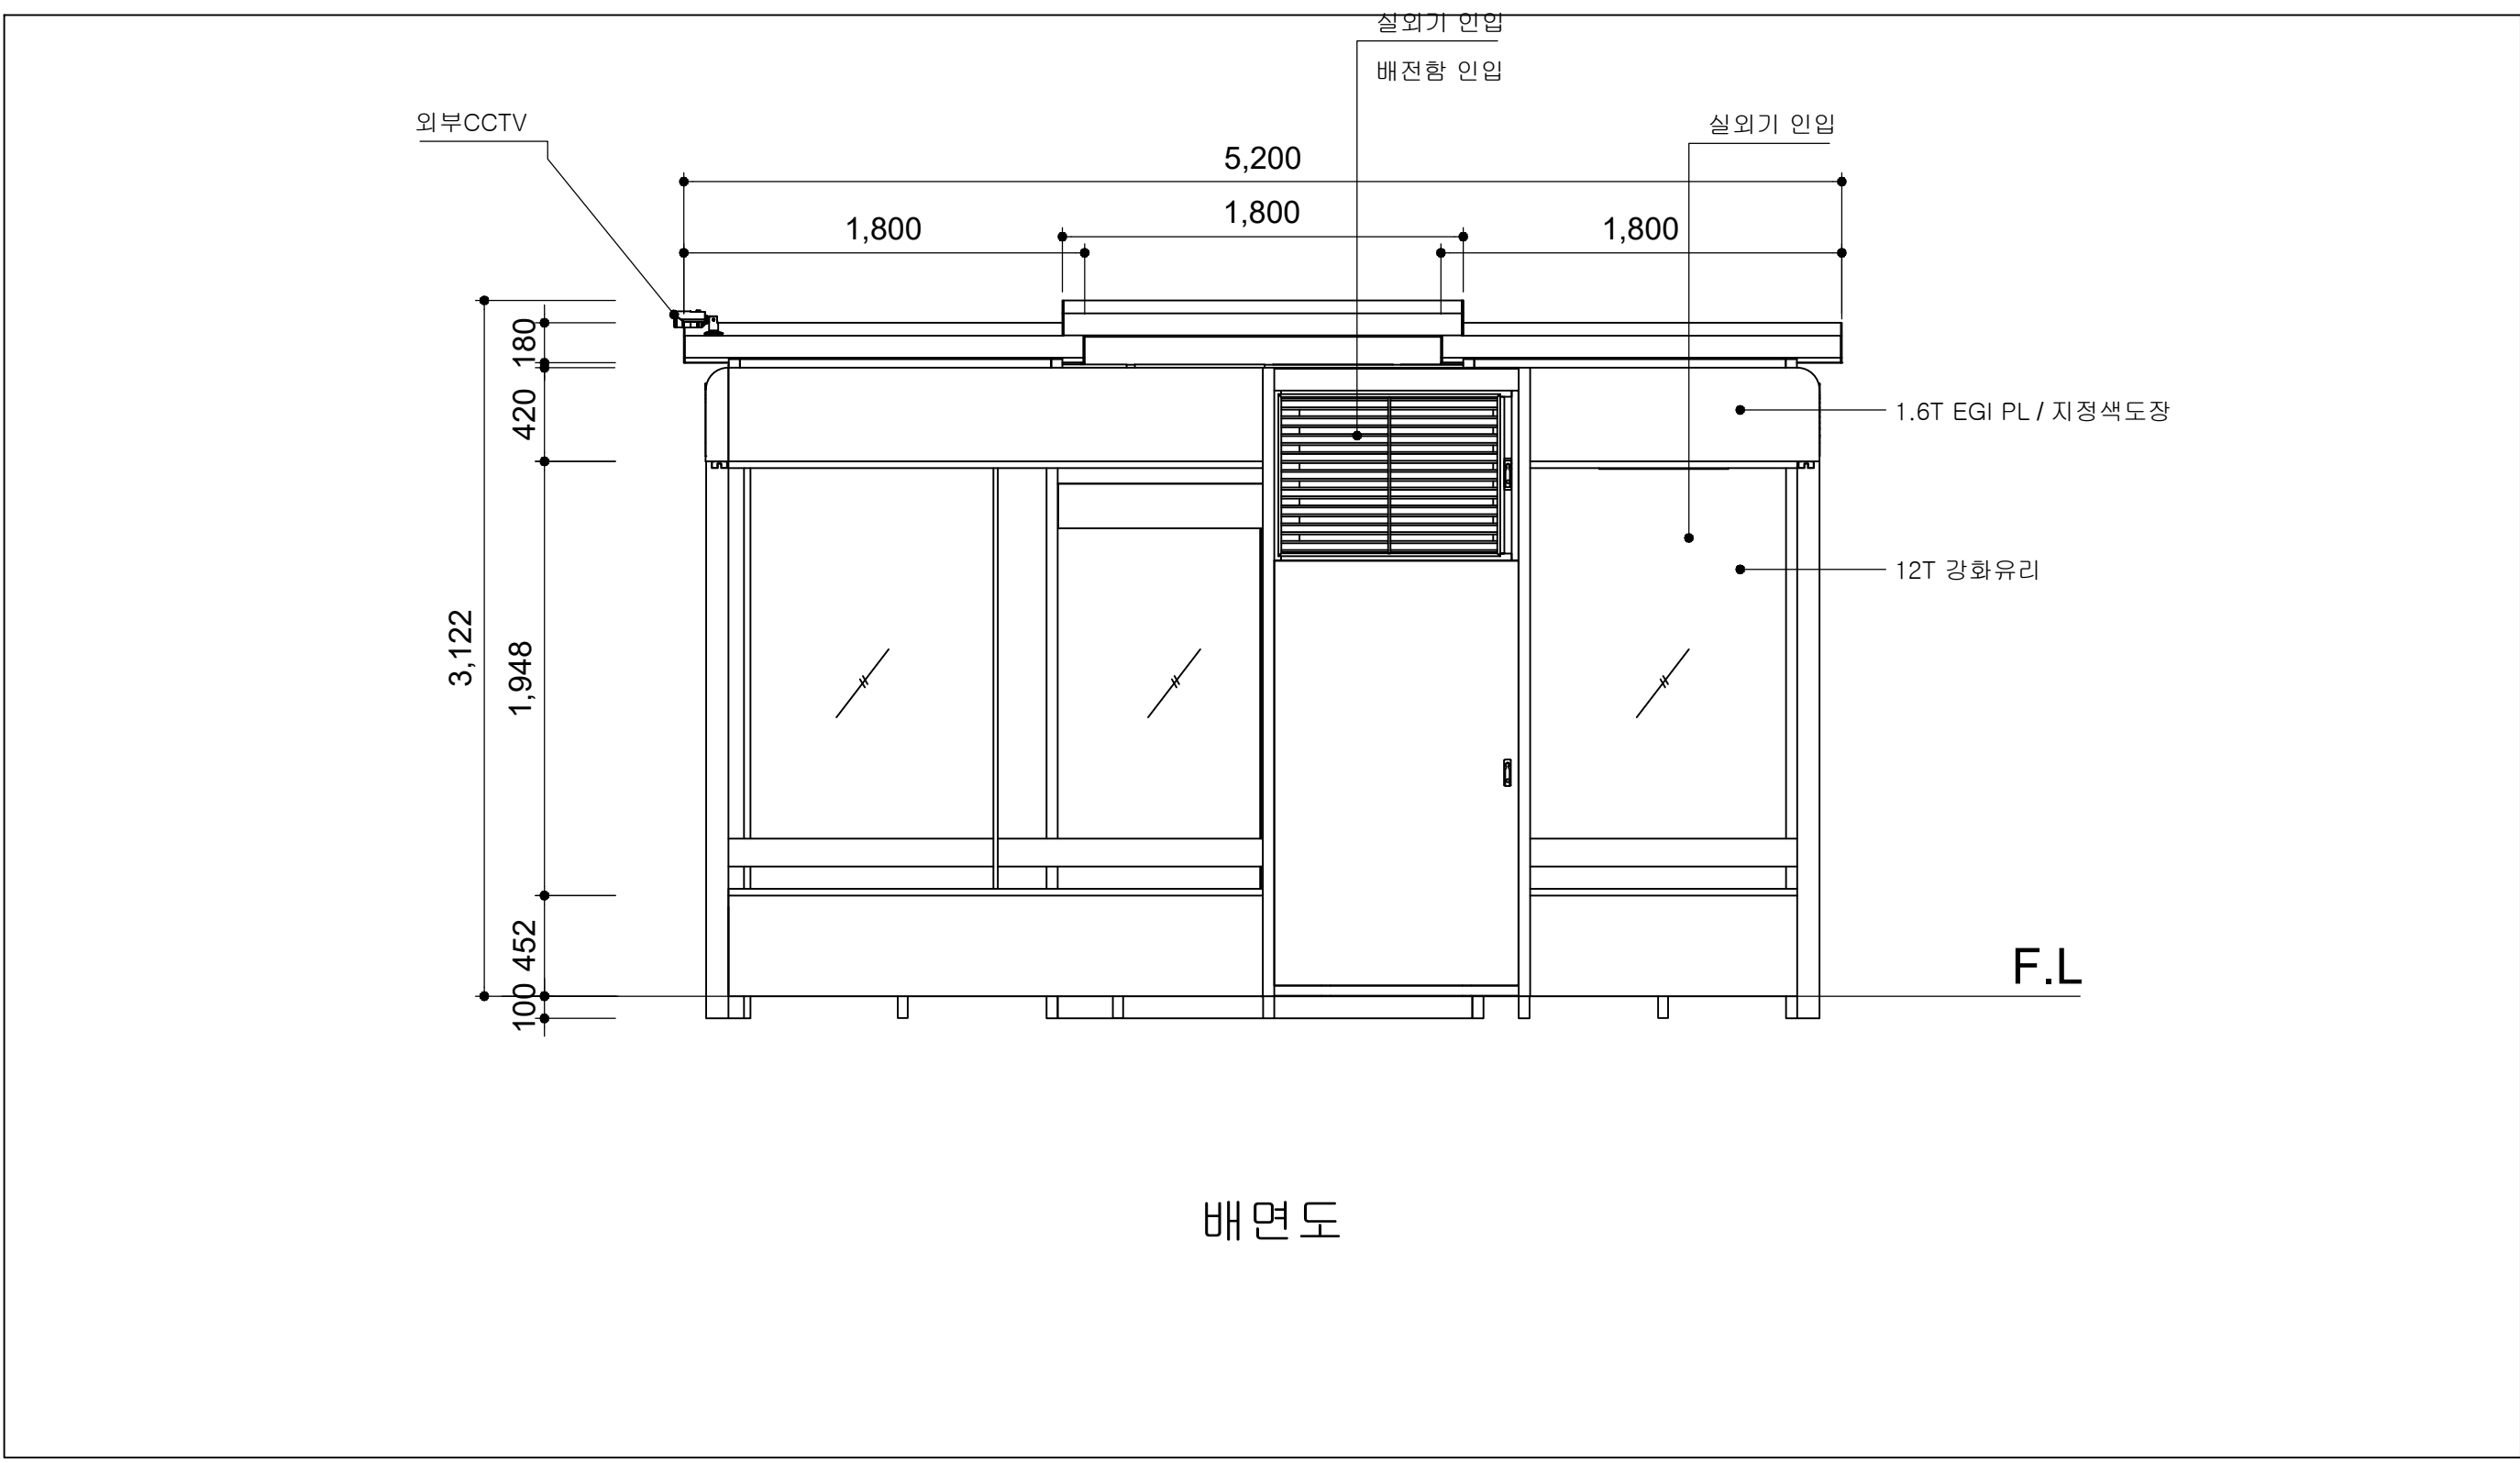 실외기 인입
배전함 인입
외부CCTV
실외기 인입
5,200
1,800
1,800
1,800
180
420
1.6T EGI PL / 지정색도장
12T 강화유리
3,122
1,948
452
F.L
100
배면도